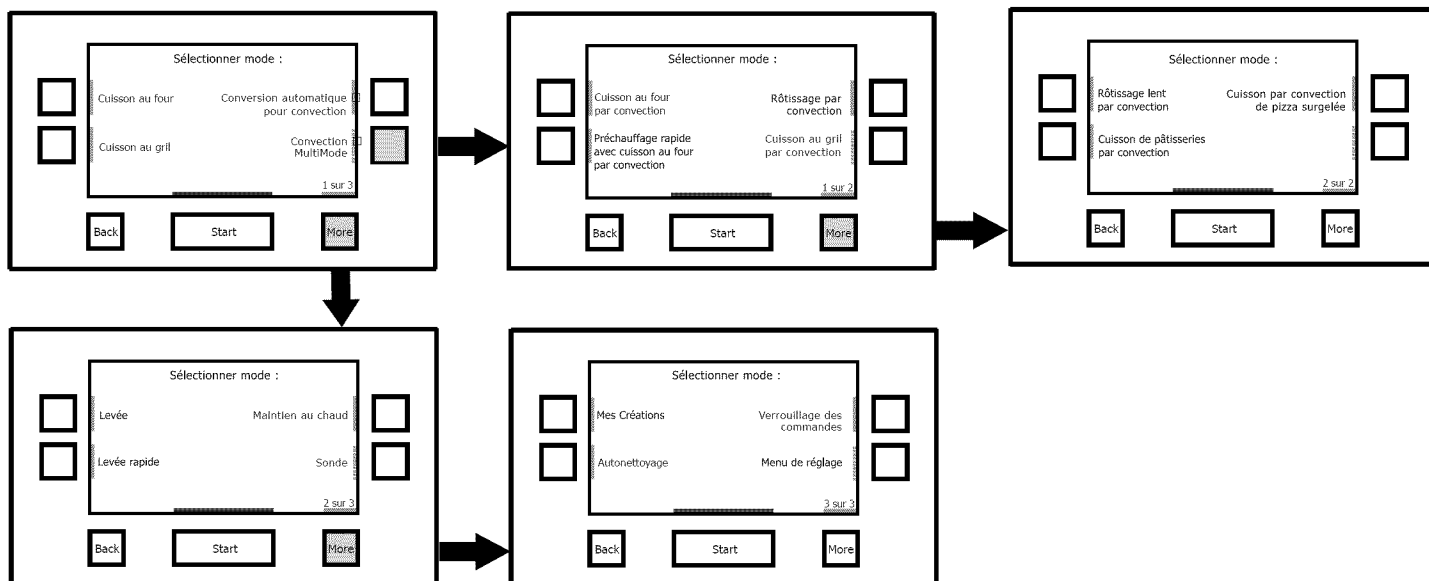 Sélectionner mode :
Cuisson au four
Conversion automatique
pour convection
Cuisson au gril
Convection
MultiMode
1 sur 3
Back
Start
More
Sélectionner mode :
Cuisson au four
par convection
Rôtissage par
convection
Préchauffage rapide
avec cuisson au four
par convection
Cuisson au gril
par convection
1 sur 2
Back
Start
More
Sélectionner mode :
Rôtissage lent
par convection
Cuisson par convection
de pizza surgelée
Cuisson de pâtisseries
par convection
2 sur 2
Back
Start
More
Sélectionner mode :
Levée
Maintien au chaud
Levée rapide
Sonde
2 sur 3
Back
Start
More
Sélectionner mode :
Mes Créations
Verrouillage des
commandes
Autonettoyage
Menu de réglage
3 sur 3
Back
Start
More